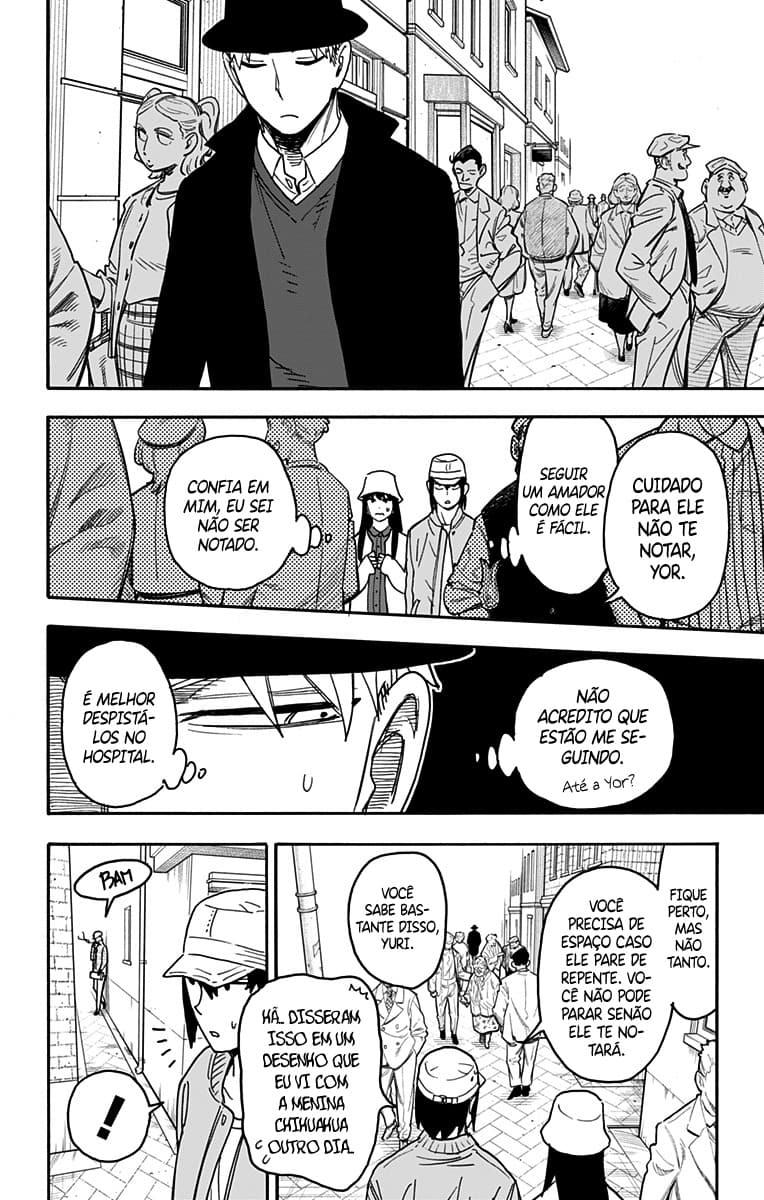 CUIDADO
PARA ELE
NÃO TE
NOTAR,
YOR.
SEGUIR
UM AMADOR
COMO ELE
É FÁCIL.
CONFIA EM
MIM, EU SEI
NÃO SER
NOTADO.
NÃO
ACREDITO QUE
ESTÃO ME SE-
GUINDO.
Até a Yor?
É MELHOR
DESPISTÁ-
LOS NO
HOSPITAL.
FIQUE
PERTO,
MAS
NÃO
TANTO.
VOCÊ
PRECISA DE
ESPAÇO CASO
ELE PARE DE
REPENTE. VO-
CÊ NÃO PODE
PARAR SENÃO
ELE TE NO-
TARÁ.
VOCÊ
SABE BAS-
TANTE DISSO,
YURI.
HÃ. DISSERAM
ISSO EM UM
DESENHO QUE
EU VI COM
A MENINA
CHIHUAHUA
OUTRO DIA.
BAM
!